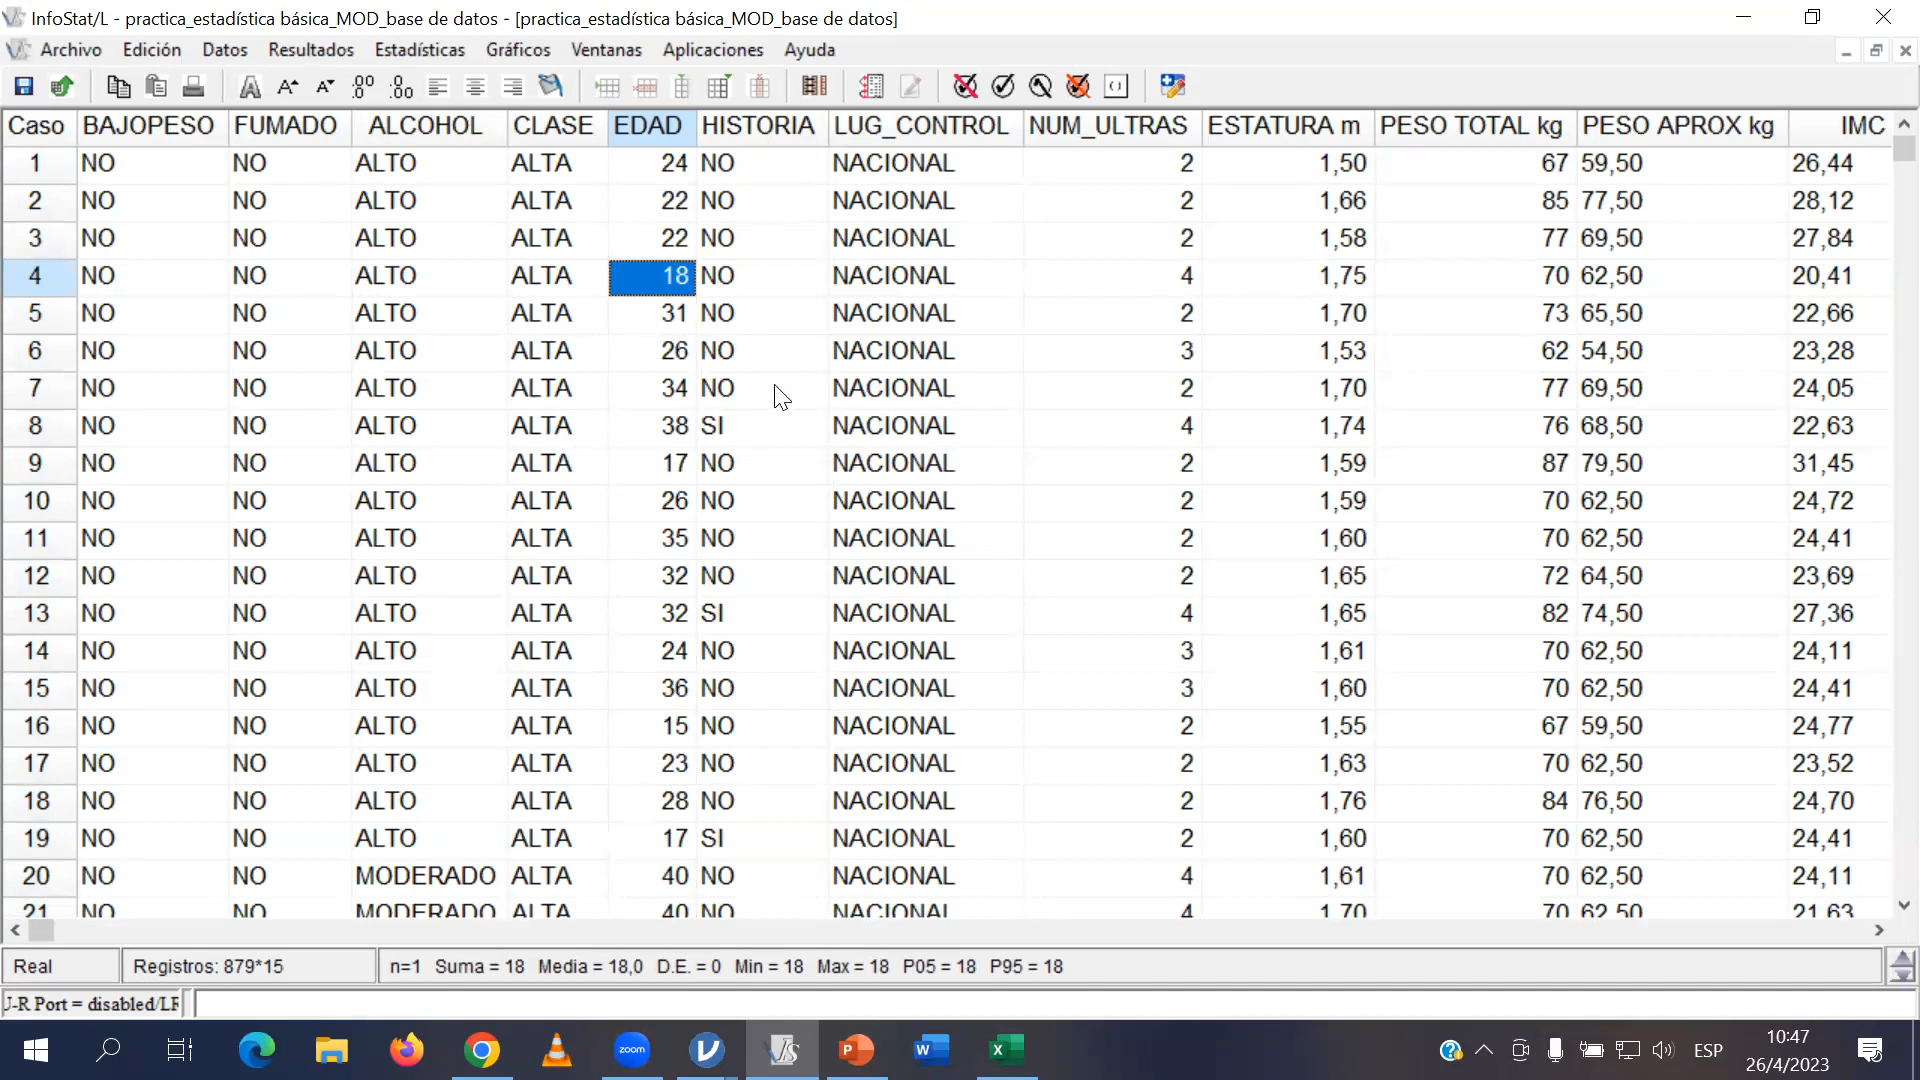 InfoStat/L - practica_estadística básica_MOD_base de datos - [practica_estadística básica_MOD_base de datos]
Archivo Edición Datos Resultados Estadísticas Gráficos Ventanas Aplicaciones Ayuda
Caso BAJOPESO FUMADO ALCOHOL CLASE EDAD HISTORIA LUG_CONTROL NUM_ULTRAS ESTATURA m PESO TOTAL kg PESO APROX kg IMC
1 NO NO ALTO ALTA 24 NO NACIONAL 2 1,50 67 59,50 26,44
2 NO NO ALTO ALTA 22 NO NACIONAL 2 1,66 85 77,50 28,12
3 NO NO ALTO ALTA 22 NO NACIONAL 2 1,58 77 69,50 27,84
4 NO NO ALTO ALTA 18 NO NACIONAL 4 1,75 70 62,50 20,41
5 NO NO ALTO ALTA 31 NO NACIONAL 2 1,70 73 65,50 22,66
6 NO NO ALTO ALTA 26 NO NACIONAL 3 1,53 62 54,50 23,28
7 NO NO ALTO ALTA 34 NO NACIONAL 2 1,70 77 69,50 24,05
8 NO NO ALTO ALTA 38 SI NACIONAL 4 1,74 76 68,50 22,63
9 NO NO ALTO ALTA 17 NO NACIONAL 2 1,59 87 79,50 31,45
10 NO NO ALTO ALTA 26 NO NACIONAL 2 1,59 70 62,50 24,72
11 NO NO ALTO ALTA 35 NO NACIONAL 2 1,60 70 62,50 24,41
12 NO NO ALTO ALTA 32 NO NACIONAL 2 1,65 72 64,50 23,69
13 NO NO ALTO ALTA 32 SI NACIONAL 4 1,65 82 74,50 27,36
14 NO NO ALTO ALTA 24 NO NACIONAL 3 1,61 70 62,50 24,11
15 NO NO ALTO ALTA 36 NO NACIONAL 3 1,60 70 62,50 24,41
16 NO NO ALTO ALTA 15 NO NACIONAL 2 1,55 67 59,50 24,77
17 NO NO ALTO ALTA 23 NO NACIONAL 2 1,63 70 62,50 23,52
18 NO NO ALTO ALTA 28 NO NACIONAL 2 1,76 84 76,50 24,70
19 NO NO ALTO ALTA 17 SI NACIONAL 2 1,60 70 62,50 24,41
20 NO NO MODERADO ALTA 40 NO NACIONAL 4 1,61 70 62,50 24,11
21 NO NO MODERADO ALTA 40 NO NACIONAL 4 1,70 70 62,50 21,63
Real Registros: 879*15 n=1 Suma = 18 Media = 18,0 D.E. = 0 Min = 18 Max = 18 P05 = 18 P95 = 18
J-R Port = disabled/LF
zoom
ESP
10:47
26/4/2023